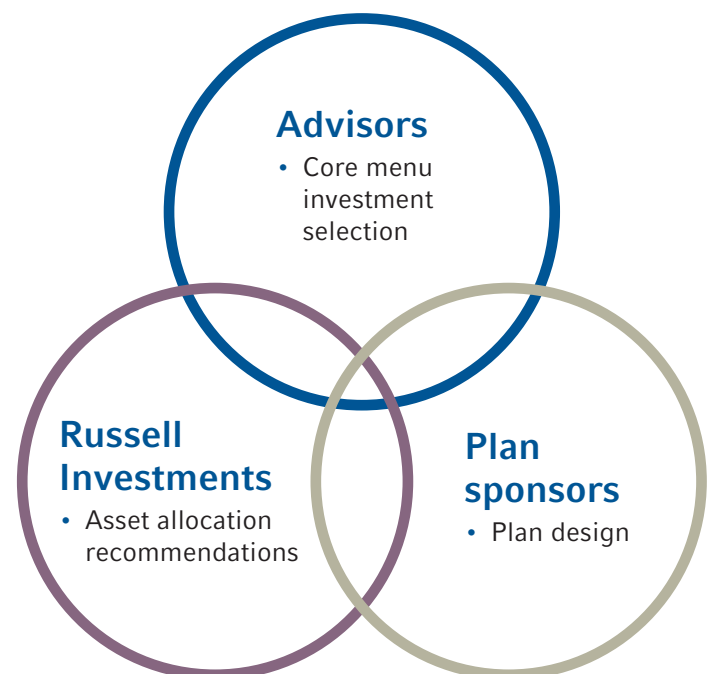 Advisors
• Core menu
investment
selection
Russell
Investments
• Asset allocation
recommendations
Plan
sponsors
• Plan design